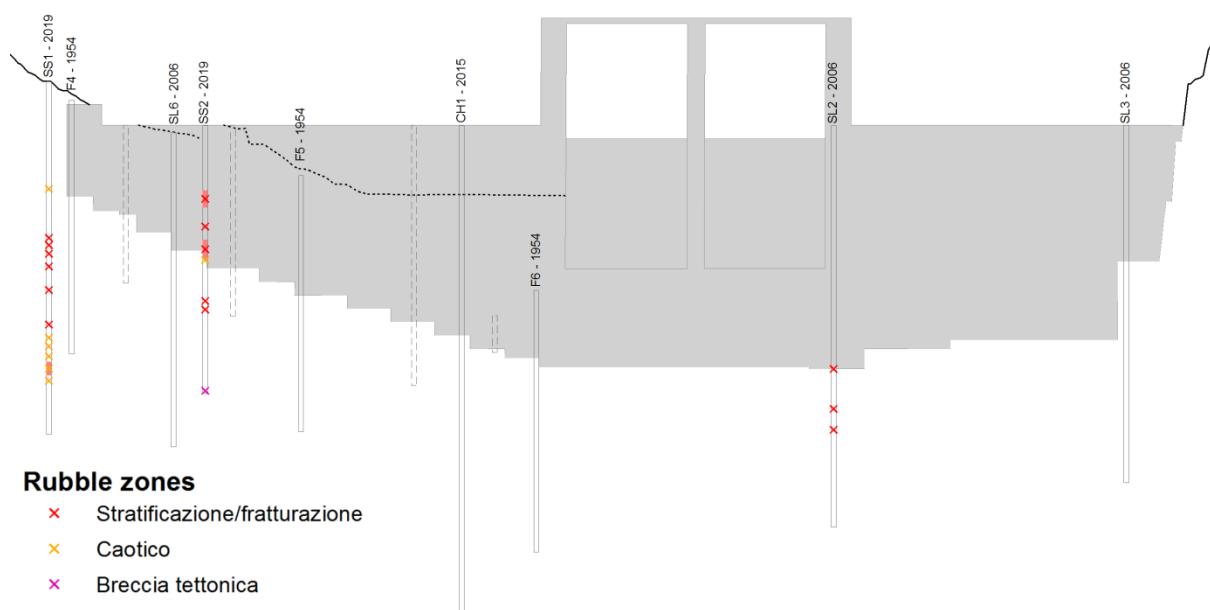 SS1 - 2019
F4 - 1954
SL6 - 2006
SS2 - 2019
F5 - 1954
CH1 - 2015
F6 - 1954
SL2 - 2006
SL3 - 2006
Rubble zones
Stratificazione/fratturazione
Caotico
Breccia tettonica